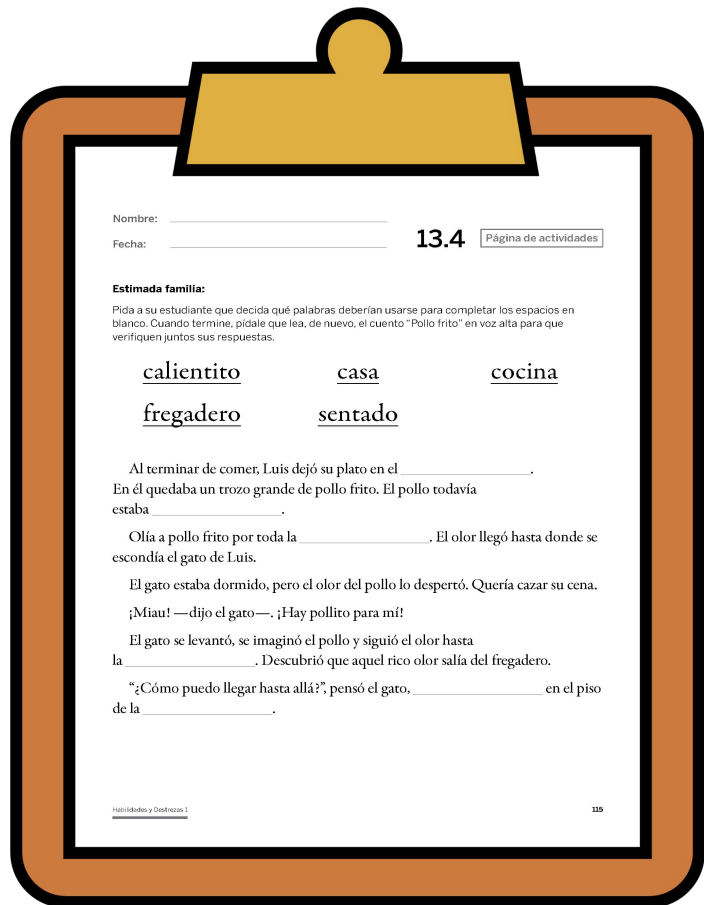 Nombre:
Fecha:
13.4 Página de actividades
Estimada familia:
Pida a su estudiante que decida qué palabras deberían usarse para completar los espacios en
blanco. Cuando termine, pídale que lea, de nuevo, el cuento “Pollo frito” en voz alta para que
verifiquen juntos sus respuestas.
calientito casa cocina
fregadero sentado
Al terminar de comer, Luis dejó su plato en el ____________.
En él quedaba un trozo grande de pollo frito. El pollo todavía
estaba ____________.
Olía a pollo frito por toda la ____________. El olor llegó hasta donde se
escondía el gato de Luis.
El gato estaba dormido, pero el olor del pollo lo despertó. Quería cazar su cena.
¡Miau! —dijo el gato—. ¡Hay pollito para mí!
El gato se levantó, se imaginó el pollo y siguió el olor hasta
la ____________. Descubrió que aquel rico olor salía del fregadero.
“¿Cómo puedo llegar hasta allá?”, pensó el gato, ____________ en el piso
de la ____________.
Habilidades y Destrezas 1
115